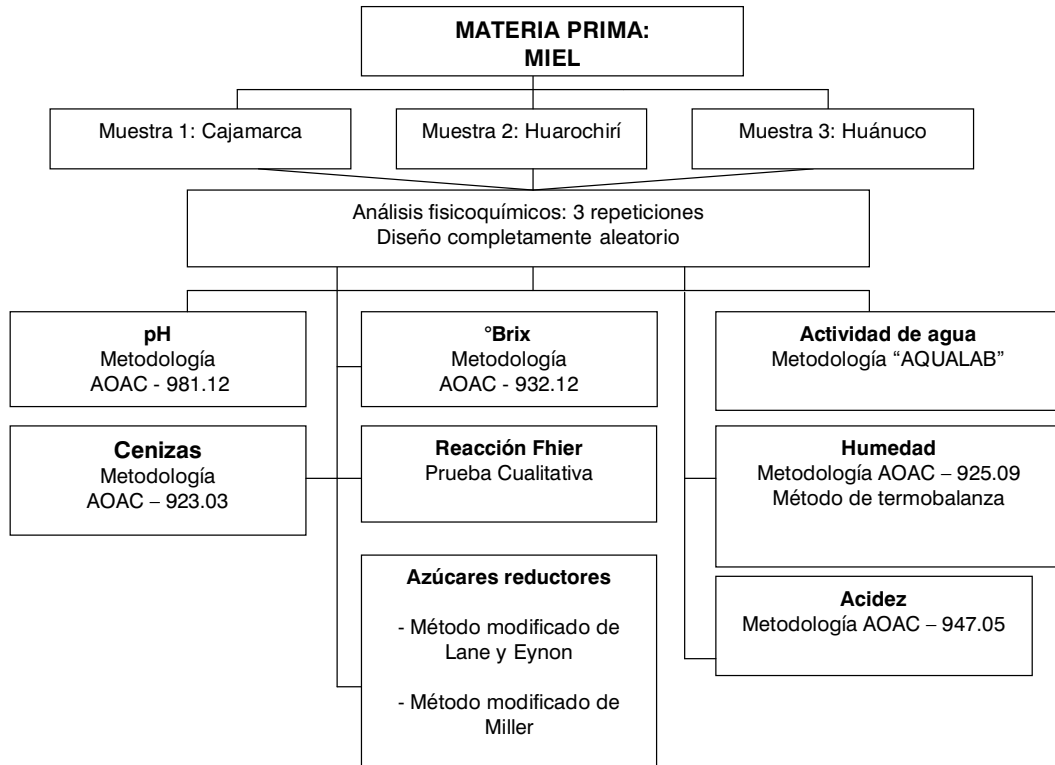 MATERIA PRIMA:
MIEL
Muestra 1: Cajamarca
Muestra 2: Huarochirí
Muestra 3: Huánuco
Análisis fisicoquímicos: 3 repeticiones
Diseño completamente aleatorio
pH
Metodología
AOAC - 981.12
°Brix
Metodología
AOAC - 932.12
Actividad de agua
Metodología “AQUALAB”
Cenizas
Metodología
AOAC – 923.03
Reacción Fhier
Prueba Cualitativa
Humedad
Metodología AOAC – 925.09
Método de termobalanza
Azúcares reductores
- Método modificado de
Lane y Eynon
- Método modificado de
Miller
Acidez
Metodología AOAC – 947.05